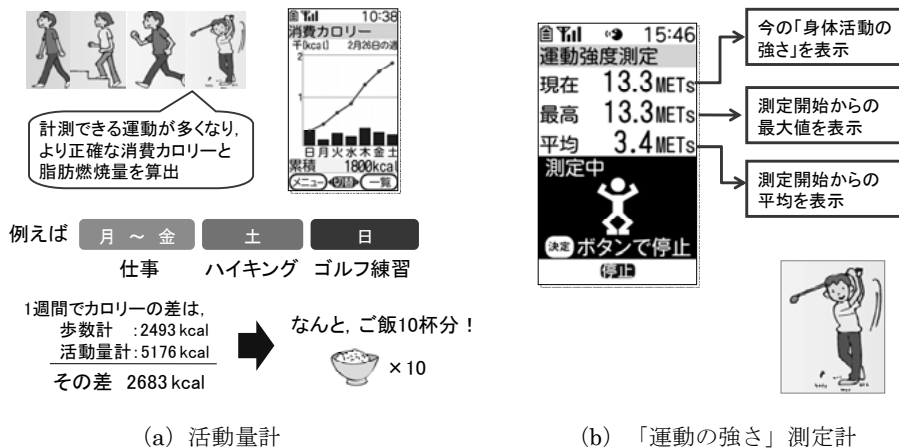 10:38
消費カロリー
千[kcal] 2月26日の週
2
1
日月火水木金土
累積 1800kcal
メニュー 切替 一覧
計測できる運動が多くなり，
より正確な消費カロリーと
脂肪燃焼量を算出
例えば 月 ～ 金 土 日
仕事 ハイキング ゴルフ練習
1週間でカロリーの差は，
歩数計 :2493 kcal
活動量計:5176 kcal
その差 2683 kcal
なんと，ご飯10杯分！
×10
(a) 活動量計
15:46
運動強度測定
現在 13.3METs
最高 13.3METs
平均 3.4METs
測定中
決定 ボタンで停止
停止
今の「身体活動の
強さ」を表示
測定開始からの
最大値を表示
測定開始からの
平均を表示
(b) 「運動の強さ」測定計